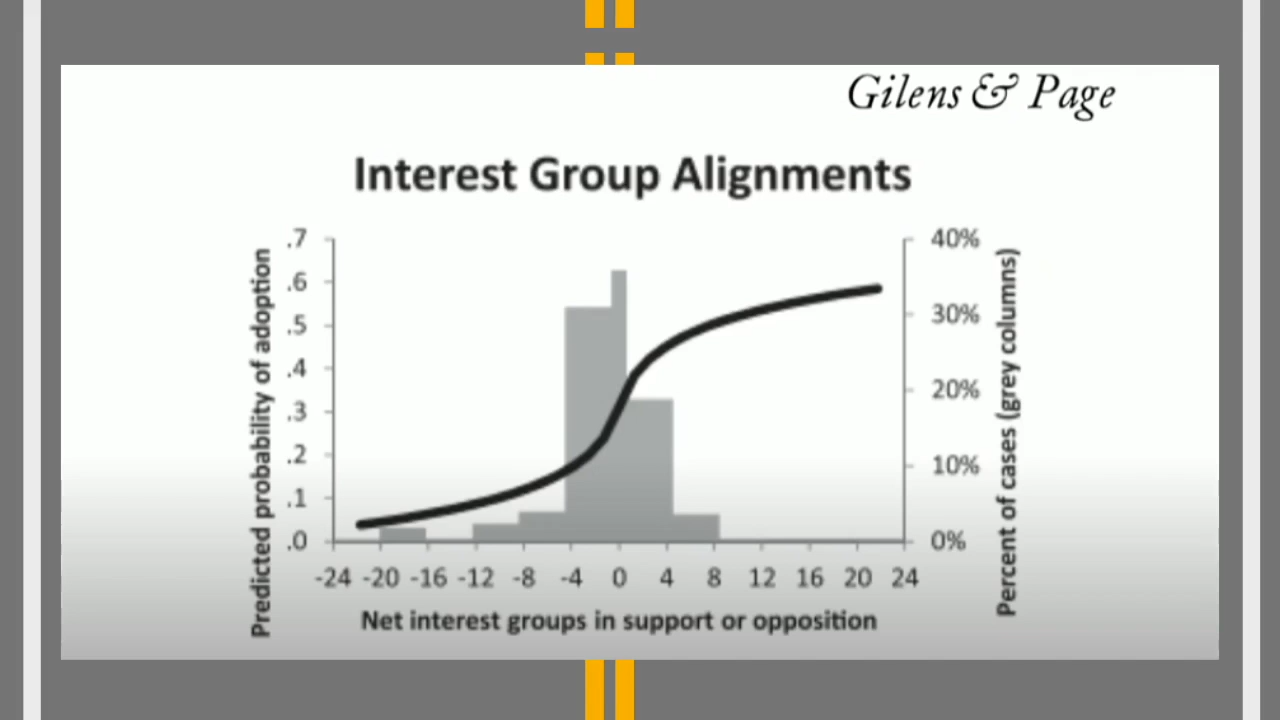 Gilens & Page
Interest Group Alignments
Predicted probability of adoption
.7
.6
.5
.4
.3
.2
.1
.0
40%
30%
20%
10%
0%
Percent of cases (grey columns)
-24 -20 -16 -12 -8 -4 0 4 8 12 16 20 24
Net interest groups in support or opposition